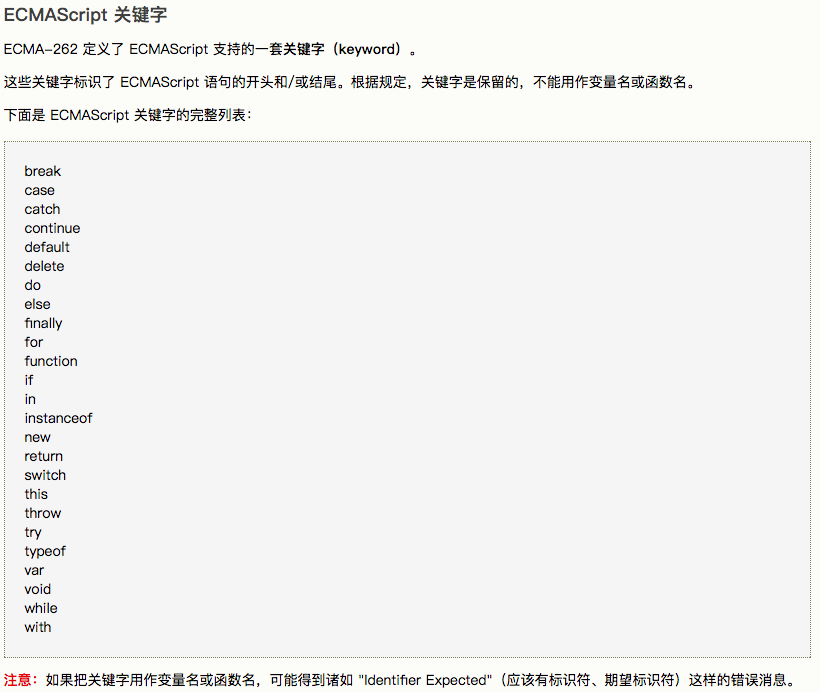 ECMAScript 关键字
ECMA-262 定义了 ECMAScript 支持的一套关键字（keyword）。
这些关键字标识了 ECMAScript 语句的开头和/或结尾。根据规定，关键字是保留的，不能用作变量名或函数名。
下面是 ECMAScript 关键字的完整列表：
break
case
catch
continue
default
delete
do
else
finally
for
function
if
in
instanceof
new
return
switch
this
throw
try
typeof
var
void
while
with
注意：如果把关键字用作变量名或函数名，可能得到诸如 "Identifier Expected"（应该有标识符、期望标识符）这样的错误消息。